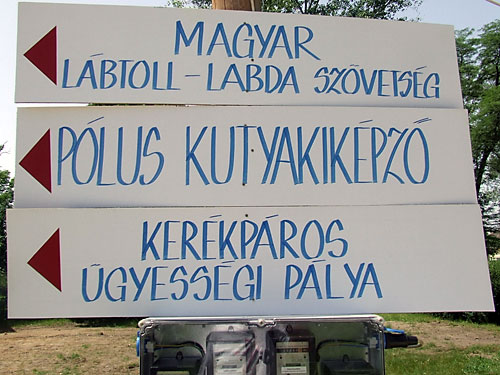 MAGYAR
LÁBTOLL-LABDA SZÖVETSÉG
PÓLUS KUTYAKIKÉPZŐ
KERÉKPÁROS
ÜGYESSÉGI PÁLYA